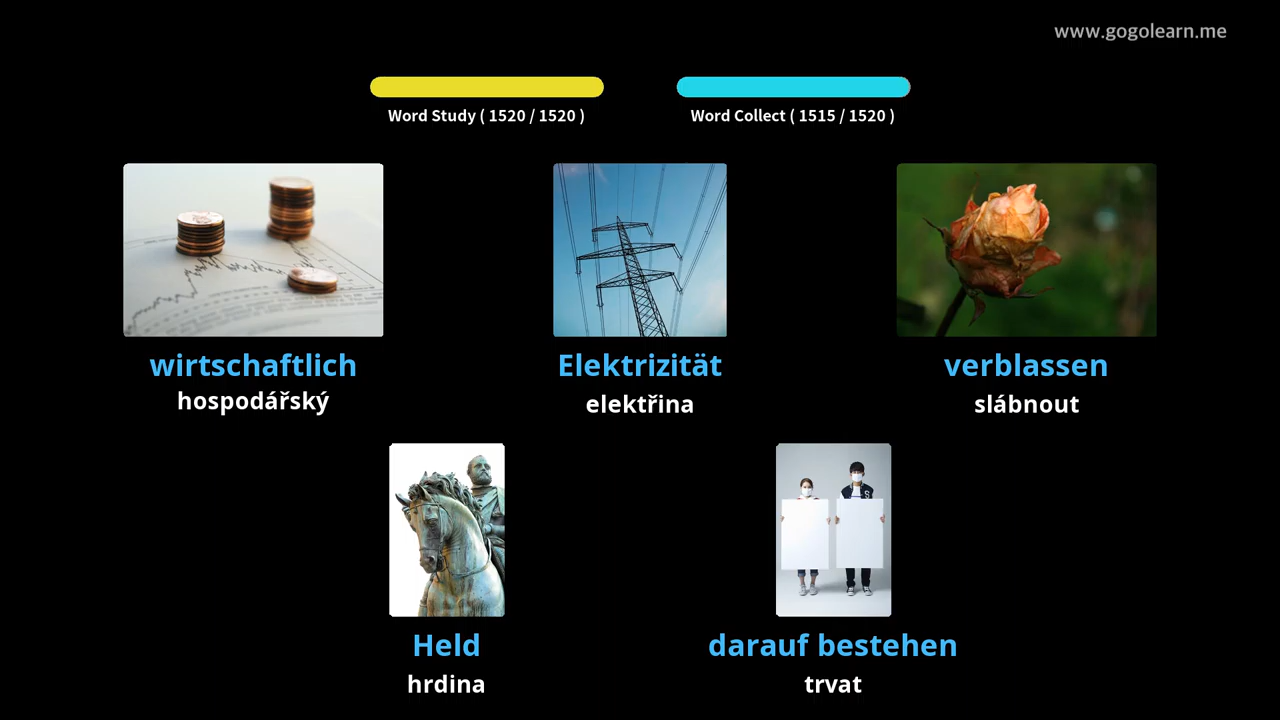 www.gogolearn.me
Word Study ( 1520 / 1520 )
Word Collect ( 1515 / 1520 )
wirtschaftlich
hospodářský
Elektrizität
elektřina
verblassen
slábnout
Held
hrdina
darauf bestehen
trvat
S